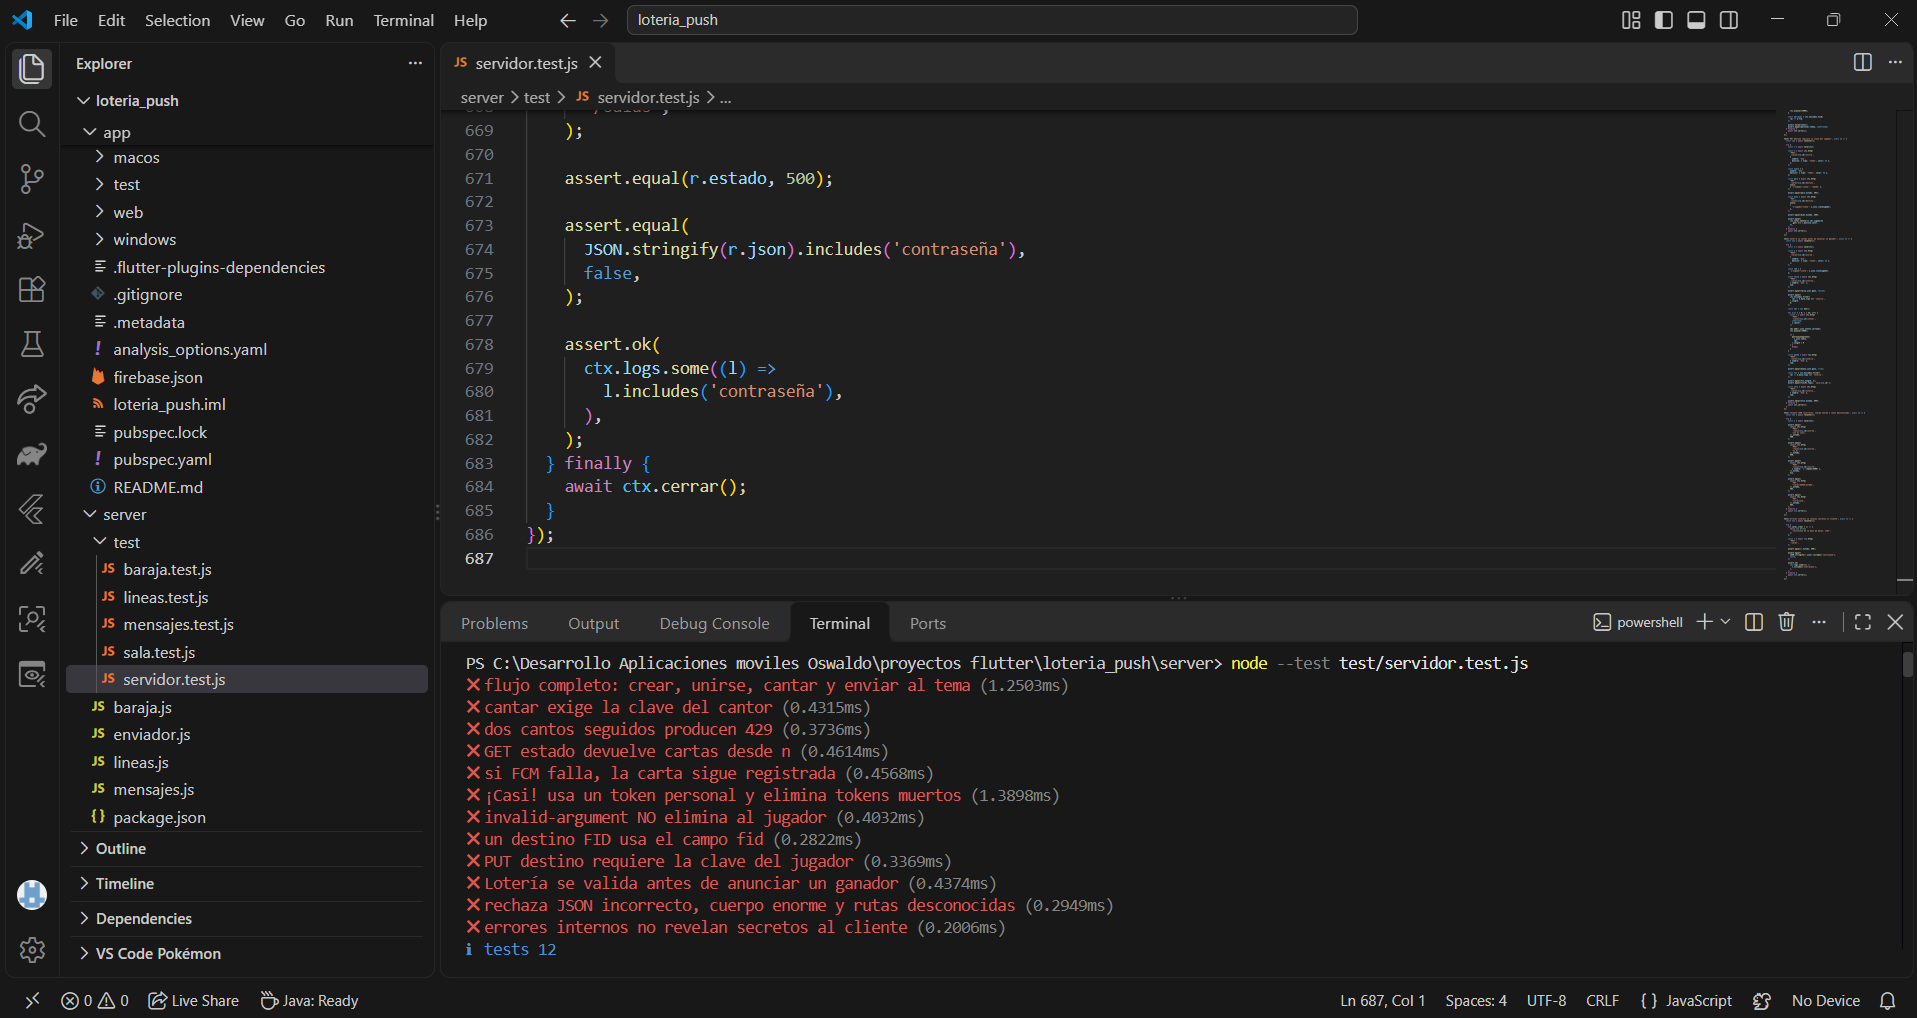 File Edit Selection View Go Run Terminal Help
loteria_push
Explorer
loteria_push
app
macos
test
web
windows
.flutter-plugins-dependencies
.gitignore
.metadata
analysis_options.yaml
firebase.json
loteria_push.iml
pubspec.lock
pubspec.yaml
README.md
server
test
baraja.test.js
lineas.test.js
mensajes.test.js
sala.test.js
servidor.test.js
baraja.js
enviador.js
lineas.js
mensajes.js
package.json
Outline
Timeline
Dependencies
VS Code Pokémon
JS servidor.test.js
server > test > JS servidor.test.js > ...
669 );
670
671 assert.equal(r.estado, 500);
672
673 assert.equal(
674 JSON.stringify(r.json).includes('contraseña'),
675 false,
676 );
677
678 assert.ok(
679 ctx.logs.some((l) =>
680 l.includes('contraseña'),
681 ),
682 );
683 } finally {
684 await ctx.cerrar();
685 }
686 });
687
Problems Output Debug Console Terminal Ports
powershell
PS C:\Desarrollo Aplicaciones moviles Oswaldo\proyectos flutter\loteria_push\server> node --test test/servidor.test.js
✕ flujo completo: crear, unirse, cantar y enviar al tema (1.2503ms)
✕ cantar exige la clave del cantor (0.4315ms)
✕ dos cantos seguidos producen 429 (0.3736ms)
✕ GET estado devuelve cartas desde n (0.4614ms)
✕ si FCM falla, la carta sigue registrada (0.4568ms)
✕ ¡Casi! usa un token personal y elimina tokens muertos (1.3898ms)
✕ invalid-argument NO elimina al jugador (0.4032ms)
✕ un destino FID usa el campo fid (0.2822ms)
✕ PUT destino requiere la clave del jugador (0.3369ms)
✕ Lotería se valida antes de anunciar un ganador (0.4374ms)
✕ rechaza JSON incorrecto, cuerpo enorme y rutas desconocidas (0.2949ms)
✕ errores internos no revelan secretos al cliente (0.2006ms)
ℹ tests 12
0 0 Live Share Java: Ready
Ln 687, Col 1 Spaces: 4 UTF-8 CRLF {} JavaScript No Device